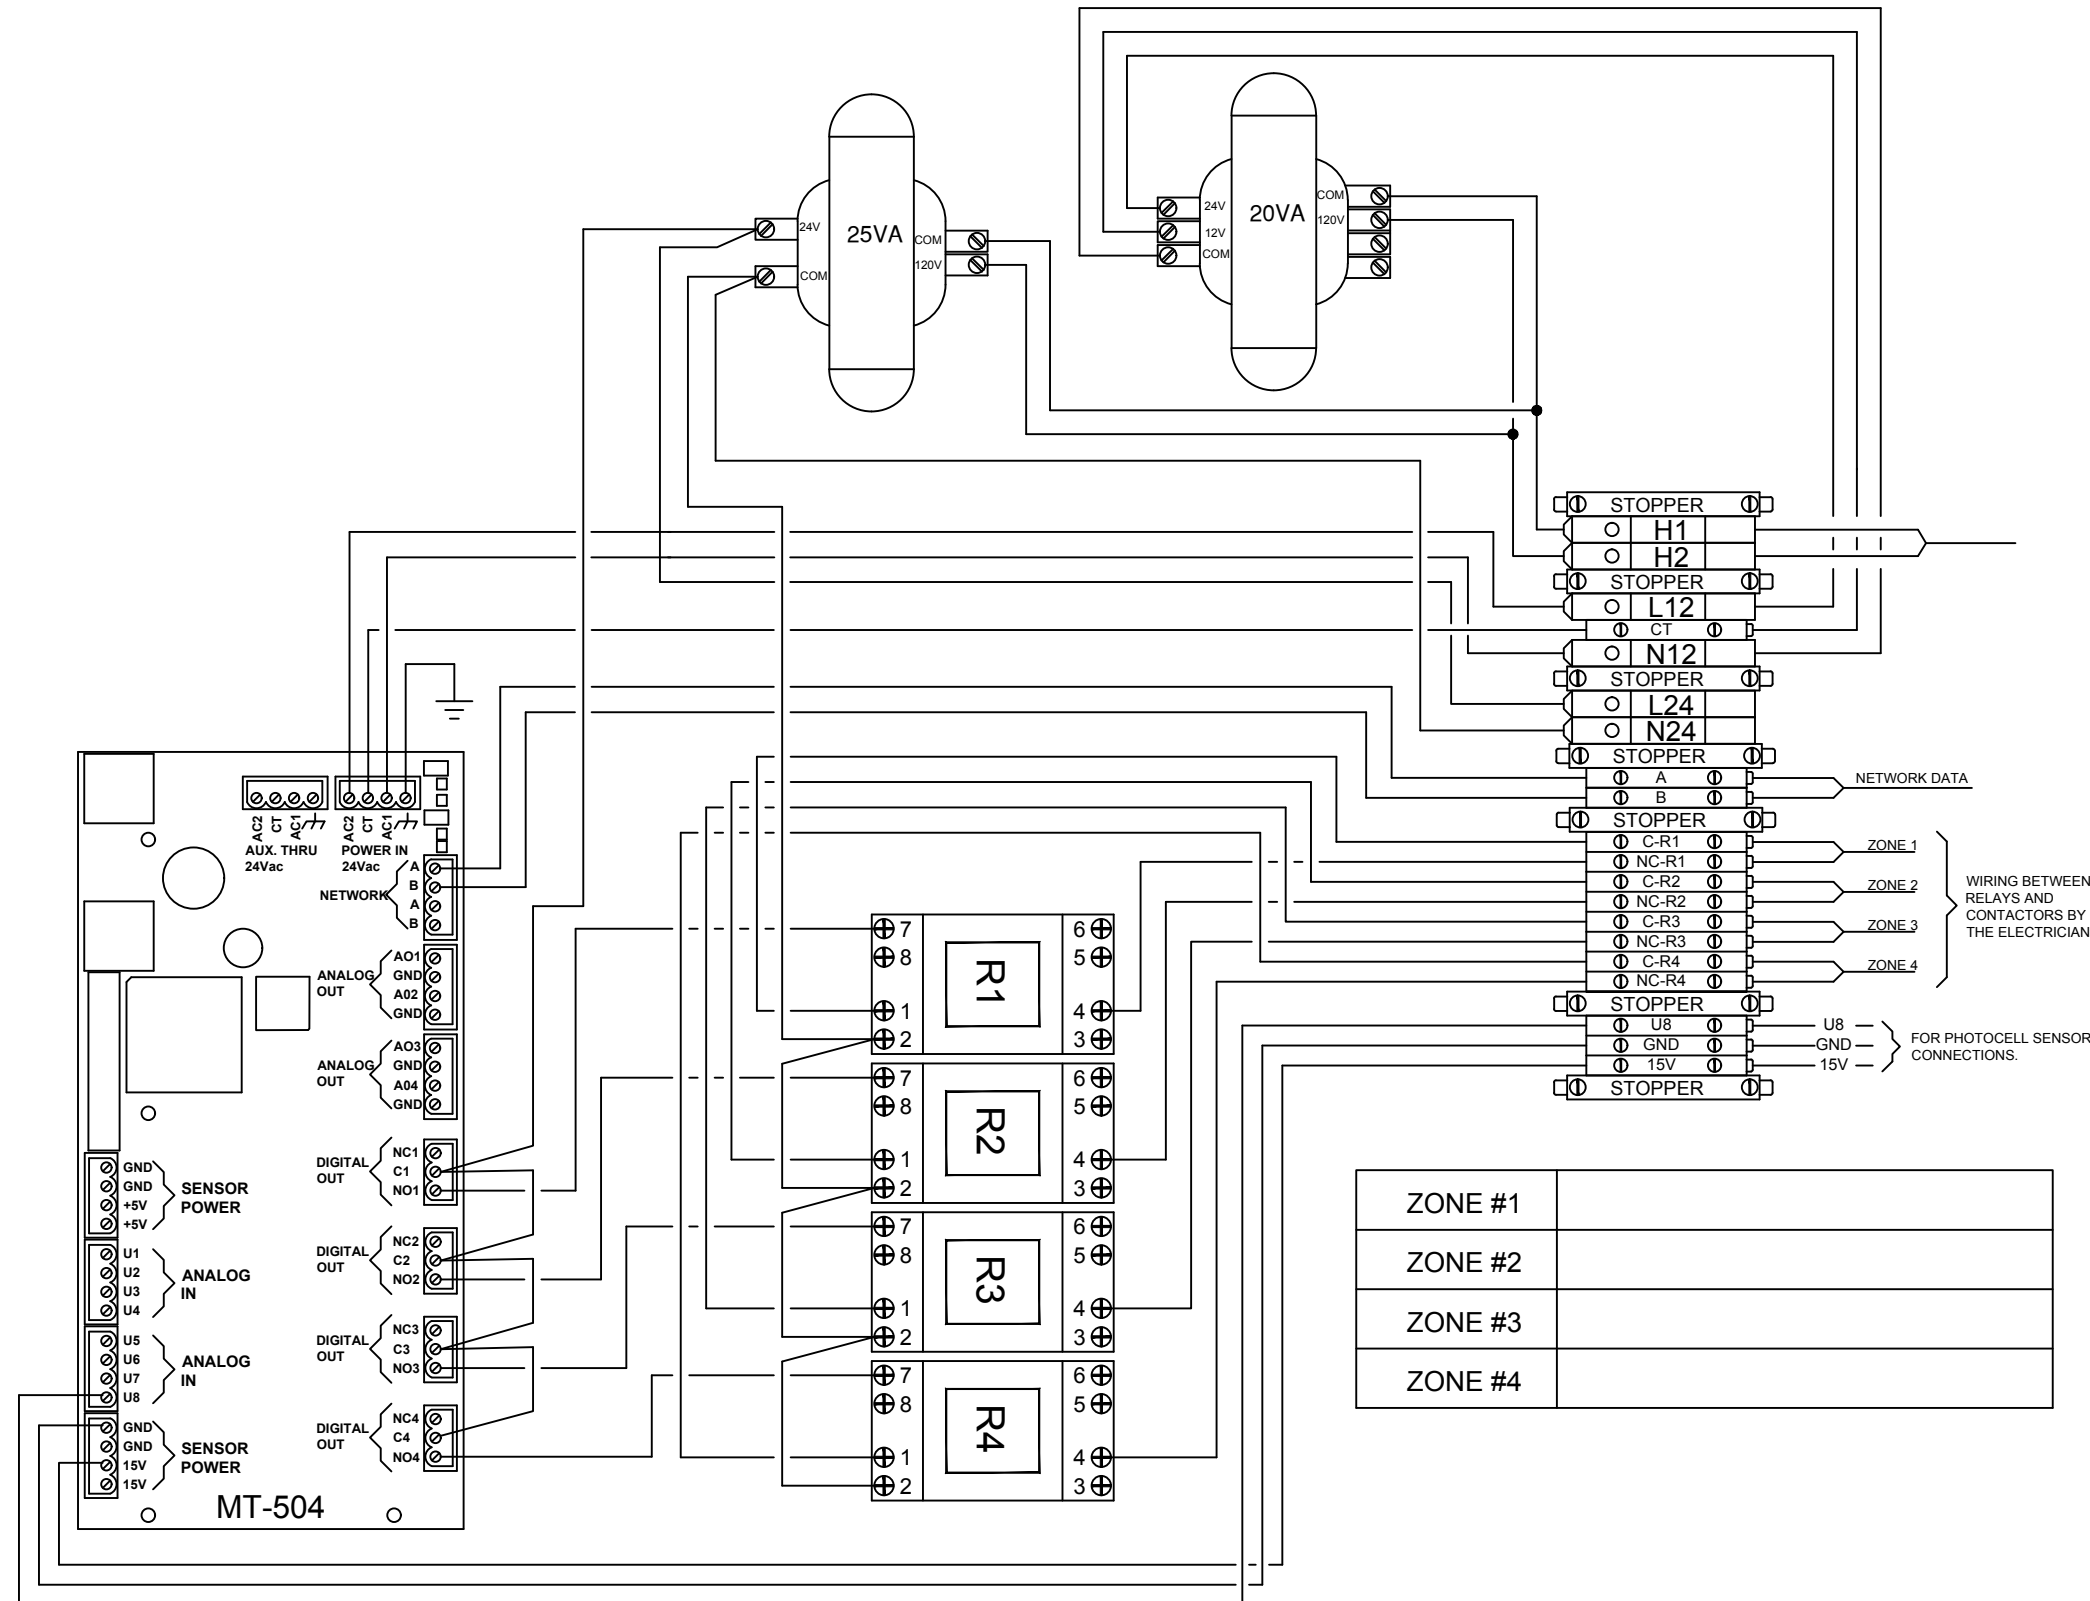 25VA
24V
COM
COM
120V
20VA
24V
12V
COM
COM
120V
STOPPER
H1
H2
STOPPER
L12
CT
N12
STOPPER
L24
N24
STOPPER
A
B
NETWORK DATA
STOPPER
C-R1
NC-R1
ZONE 1
C-R2
NC-R2
ZONE 2
C-R3
NC-R3
ZONE 3
C-R4
NC-R4
ZONE 4
WIRING BETWEEN
RELAYS AND
CONTACTORS BY
THE ELECTRICIAN
STOPPER
U8
GND
15V
U8
GND
15V
FOR PHOTOCELL SENSOR
CONNECTIONS.
STOPPER
AC2
CT
AC1
AUX. THRU
24Vac
AC2
CT
AC1
POWER IN
24Vac
NETWORK
A
B
A
B
ANALOG
OUT
AO1
GND
A02
GND
ANALOG
OUT
AO3
GND
A04
GND
DIGITAL
OUT
NC1
C1
NO1
DIGITAL
OUT
NC2
C2
NO2
DIGITAL
OUT
NC3
C3
NO3
DIGITAL
OUT
NC4
C4
NO4
GND
GND
+5V
+5V
SENSOR
POWER
U1
U2
U3
U4
ANALOG
IN
U5
U6
U7
U8
ANALOG
IN
GND
GND
15V
15V
SENSOR
POWER
MT-504
7
8
1
2
R1
6
5
4
3
7
8
1
2
R2
6
5
4
3
7
8
1
2
R3
6
5
4
3
7
8
1
2
R4
6
5
4
3
ZONE #1
ZONE #2
ZONE #3
ZONE #4